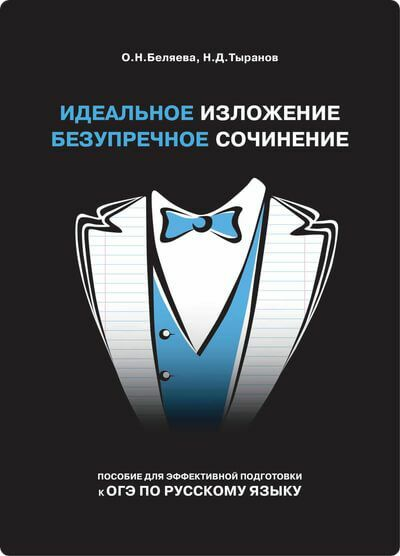 О.Н.Беляева, Н.Д.Тыранов
ИДЕАЛЬНОЕ ИЗЛОЖЕНИЕ
БЕЗУПРЕЧНОЕ СОЧИНЕНИЕ
ПОСОБИЕ ДЛЯ ЭФФЕКТИВНОЙ ПОДГОТОВКИ
К ОГЭ ПО РУССКОМУ ЯЗЫКУ